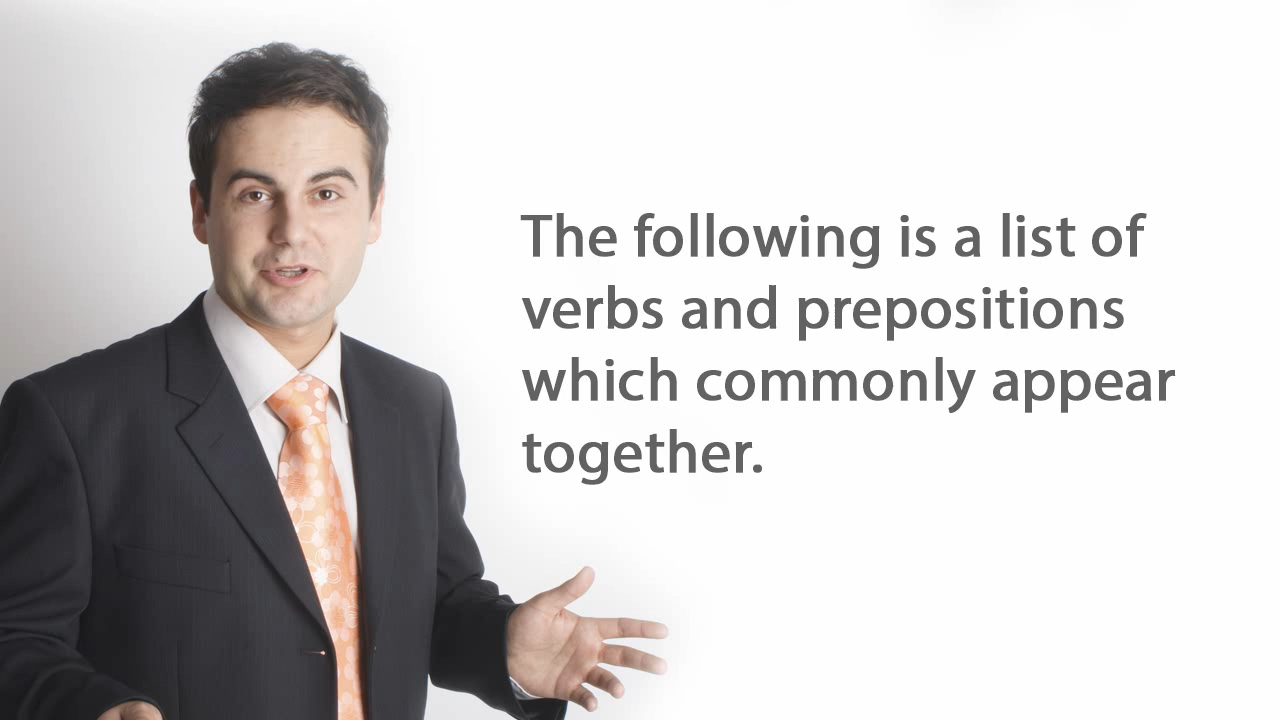 The following is a list of
verbs and prepositions
which commonly appear
together.